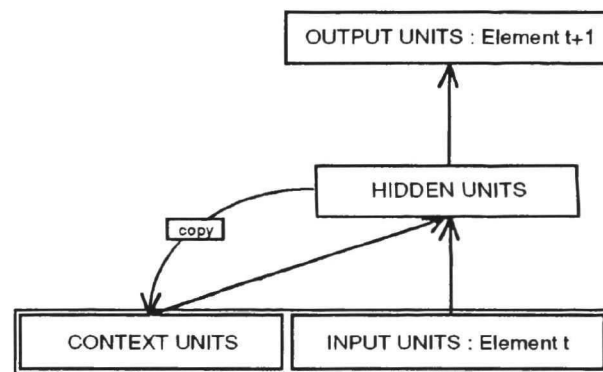 OUTPUT UNITS : Element t+1
HIDDEN UNITS
copy
CONTEXT UNITS
INPUT UNITS : Element t